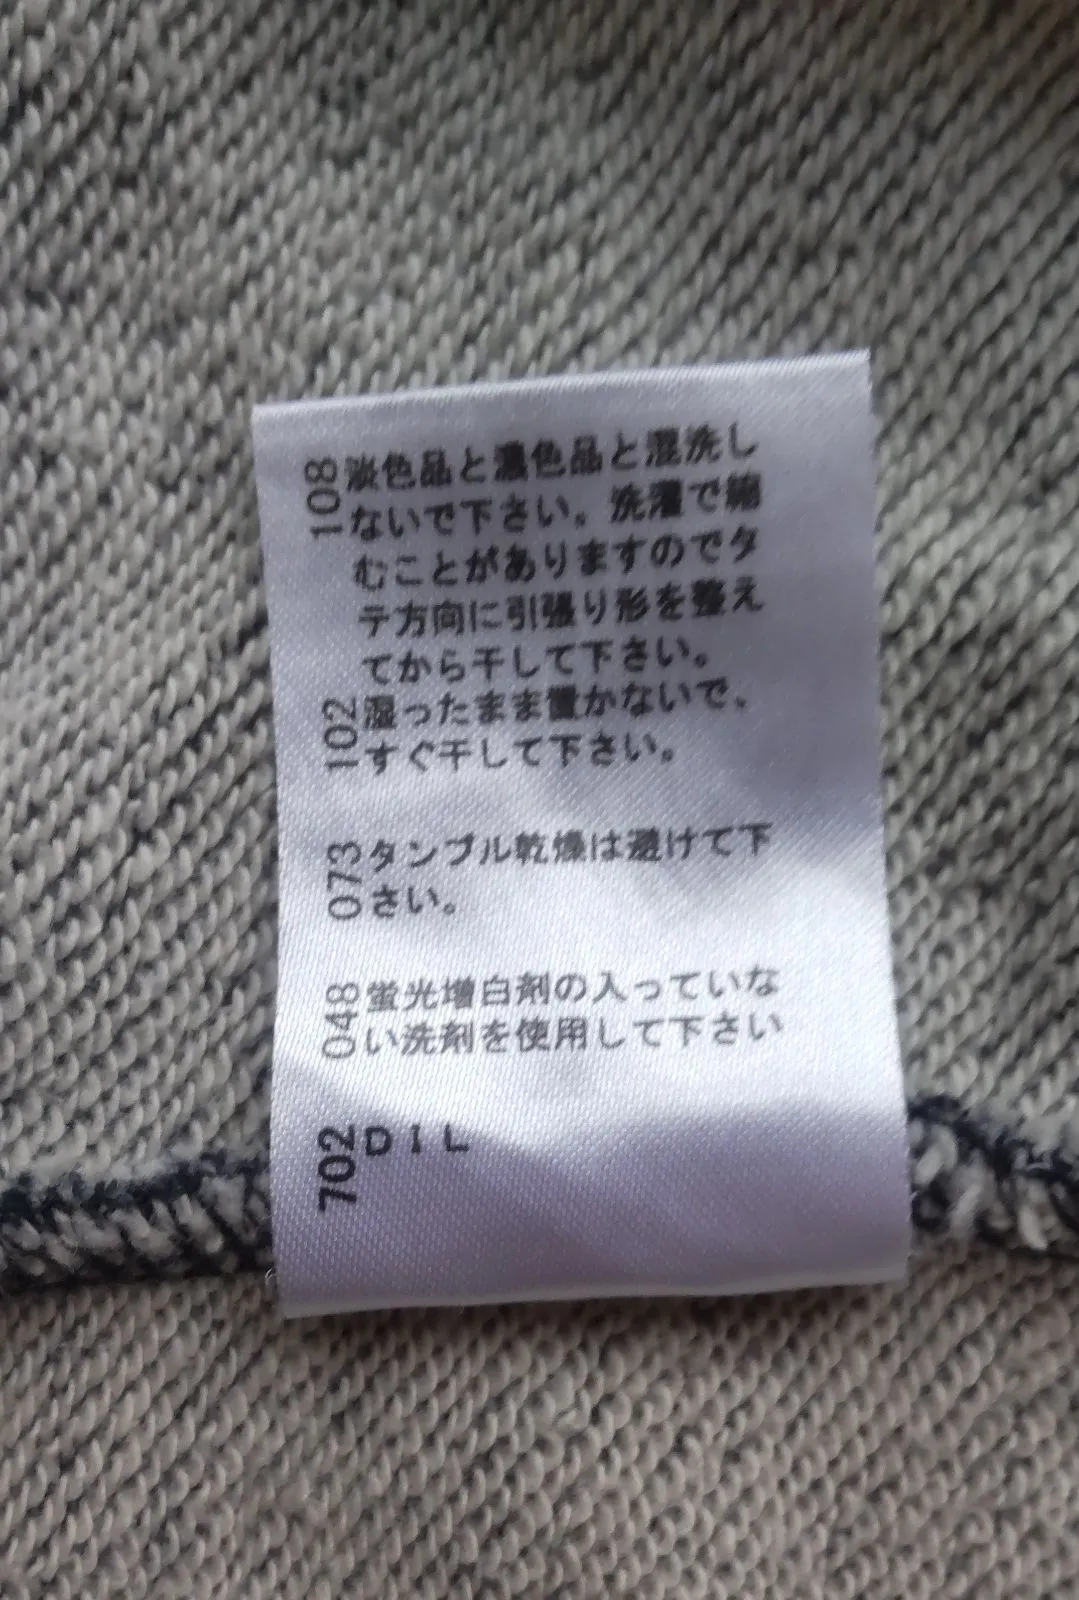 108 淡色品と濃色品と混洗し
ないで下さい。洗濯で縮
むことがありますのでタ
テ方向に引張り形を整え
てから干して下さい。
102 湿ったまま置かないで、
すぐ干して下さい。
073 タンブル乾燥は避けて下
さい。
048 蛍光増白剤の入っていな
い洗剤を使用して下さい
702 DIL